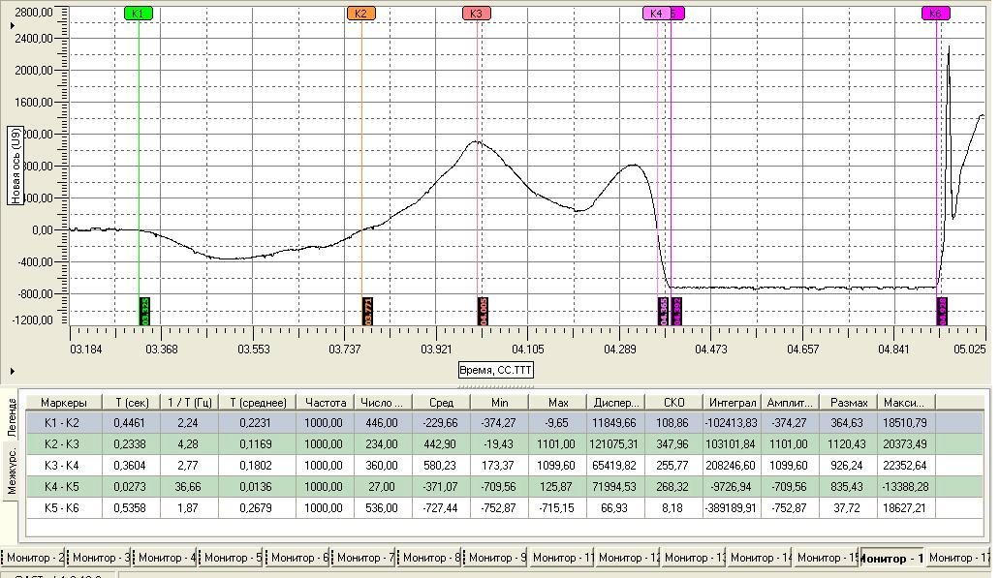 K1 K2 K3 K4 5 K6
2800,00
2400,00
2000,00
1600,00
200,00
800,00
400,00
0,00
-400,00
-800,00
-1200,00
Новая ось (U9)
03.325 03.771 04.005 04.365 04.392 04.928
03.184 03.368 03.553 03.737 03.921 04.105 04.289 04.473 04.657 04.841 05.025
Время, СС.ТТТ
Легенда
Межкурс.
Маркеры T (сек) 1 / T (Гц) T (среднее) Частота Число ... Сред Min Max Диспер... СКО Интеграл Амплит... Размах Макси...
K1 - K2 0,4461 2,24 0,2231 1000,00 446,00 -229,66 -374,27 -9,65 11849,66 108,86 -102413,83 -374,27 364,63 18510,79
K2 - K3 0,2338 4,28 0,1169 1000,00 234,00 442,90 -19,43 1101,00 121075,31 347,96 103101,84 1101,00 1120,43 20373,49
K3 - K4 0,3604 2,77 0,1802 1000,00 360,00 580,23 173,37 1099,60 65419,82 255,77 208246,60 1099,60 926,24 22352,64
K4 - K5 0,0273 36,66 0,0136 1000,00 27,00 -371,07 -709,56 125,87 71994,53 268,32 -9726,94 -709,56 835,43 -13388,28
K5 - K6 0,5358 1,87 0,2679 1000,00 536,00 -727,44 -752,87 -715,15 66,93 8,18 -389189,91 -752,87 37,72 18627,21
Монитор - 2 Монитор - 3 Монитор - 4 Монитор - 5 Монитор - 6 Монитор - 7 Монитор - 8 Монитор - 9 Монитор - 11 Монитор - 12 Монитор - 13 Монитор - 14 Монитор - 15 Монитор - 1 Монитор - 17